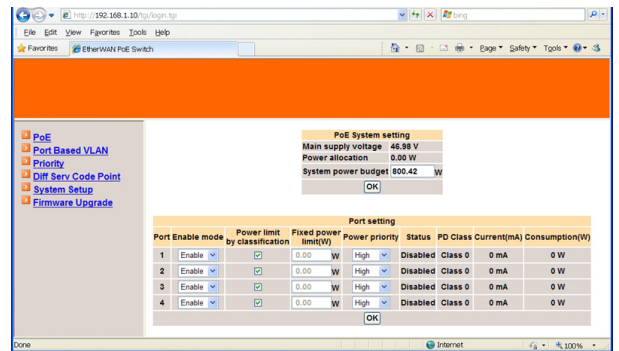 http://192.168.1.10/tgi/login.tgi
bing
File Edit View Favorites Tools Help
Favorites EtherWAN PoE Switch Page Safety Tools
PoE
Port Based VLAN
Priority
Diff Serv Code Point
System Setup
Firmware Upgrade
PoE System setting
Main supply voltage 46.98 V
Power allocation 0.00 W
System power budget 800.42 W
OK
Port setting
Port Enable mode Power limit by classification Fixed power limit(W) Power priority Status PD Class Current(mA) Consumption(W)
1 Enable 0.00 W High Disabled Class 0 0 mA 0 W
2 Enable 0.00 W High Disabled Class 0 0 mA 0 W
3 Enable 0.00 W High Disabled Class 0 0 mA 0 W
4 Enable 0.00 W High Disabled Class 0 0 mA 0 W
OK
Done Internet 100%